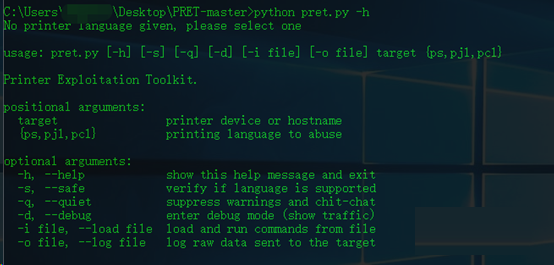 C:\Users\ \Desktop\PRET-master>python pret.py -h
No printer language given, please select one
usage: pret.py [-h] [-s] [-q] [-d] [-i file] [-o file] target {ps,pjl,pcl}
Printer Exploitation Toolkit.
positional arguments:
target printer device or hostname
{ps,pjl,pcl} printing language to abuse
optional arguments:
-h, --help show this help message and exit
-s, --safe verify if language is supported
-q, --quiet suppress warnings and chit-chat
-d, --debug enter debug mode (show traffic)
-i file, --load file load and run commands from file
-o file, --log file log raw data sent to the target